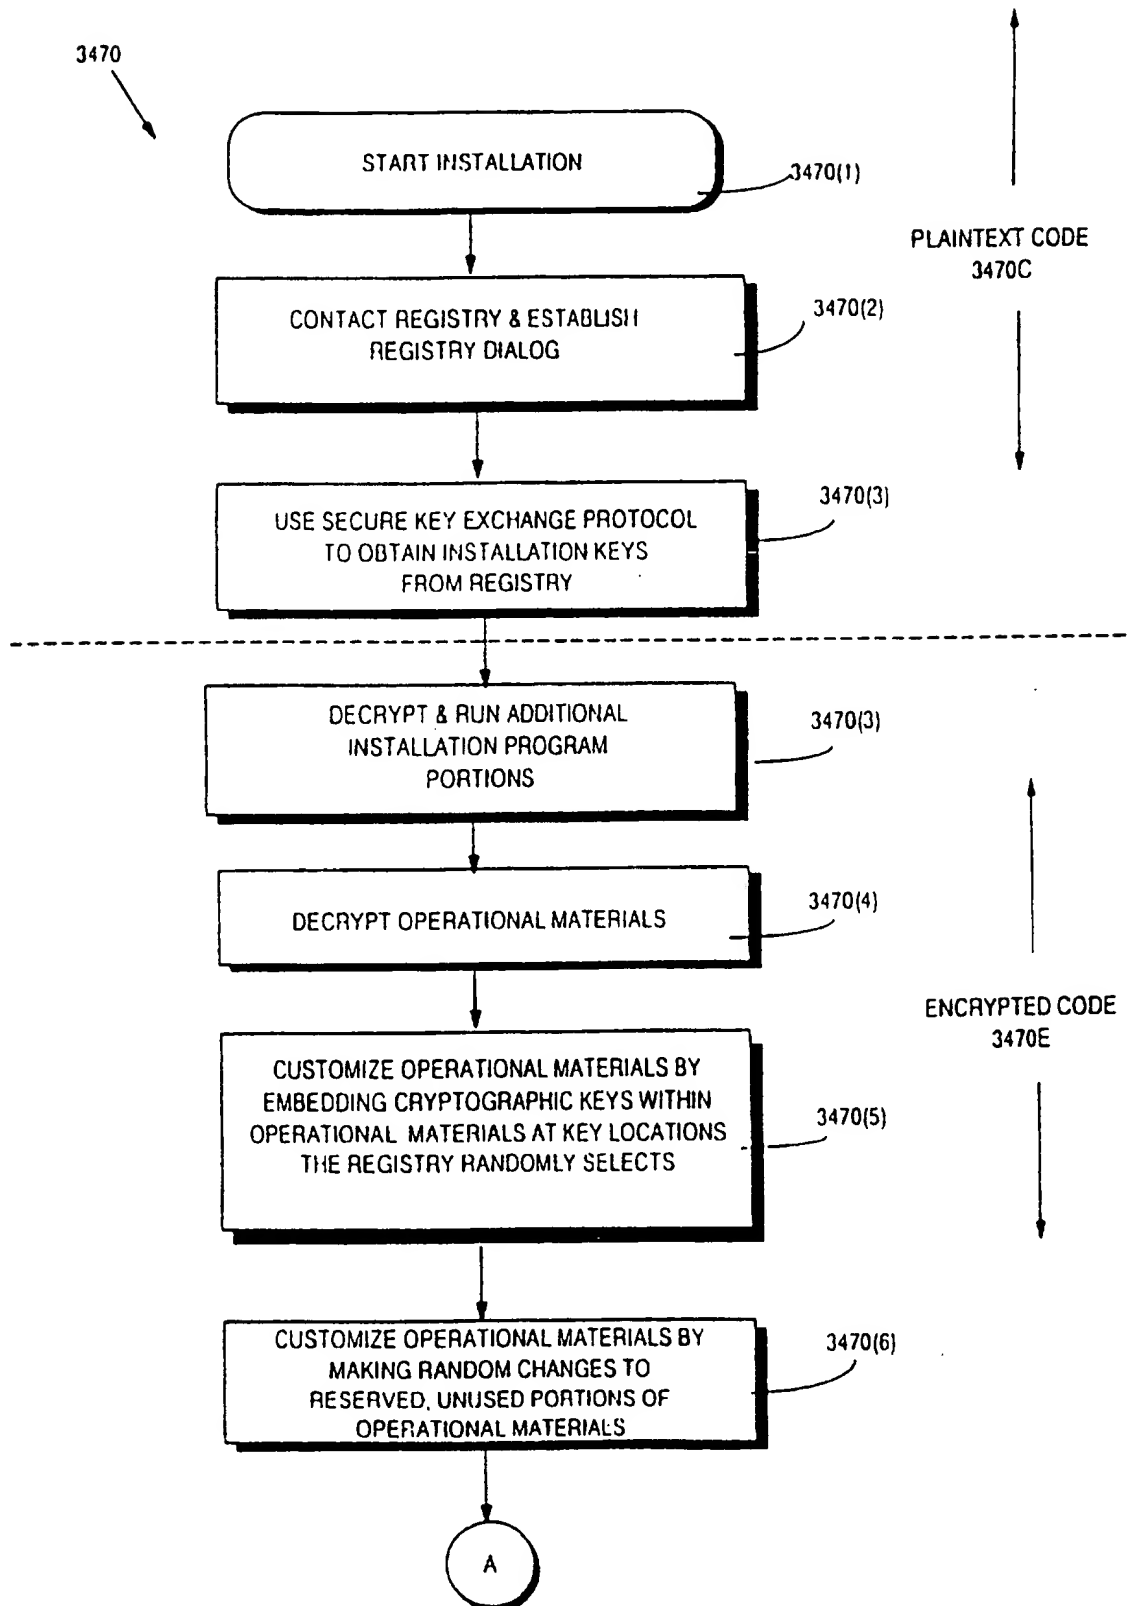 3470
START INSTALLATION
3470(1)
PLAINTEXT CODE
3470C
CONTACT REGISTRY & ESTABLISH
REGISTRY DIALOG
3470(2)
USE SECURE KEY EXCHANGE PROTOCOL
TO OBTAIN INSTALLATION KEYS
FROM REGISTRY
3470(3)
DECRYPT & RUN ADDITIONAL
INSTALLATION PROGRAM
PORTIONS
3470(3)
DECRYPT OPERATIONAL MATERIALS
3470(4)
ENCRYPTED CODE
3470E
CUSTOMIZE OPERATIONAL MATERIALS BY
EMBEDDING CRYPTOGRAPHIC KEYS WITHIN
OPERATIONAL MATERIALS AT KEY LOCATIONS
THE REGISTRY RANDOMLY SELECTS
3470(5)
CUSTOMIZE OPERATIONAL MATERIALS BY
MAKING RANDOM CHANGES TO
RESERVED, UNUSED PORTIONS OF
OPERATIONAL MATERIALS
3470(6)
A